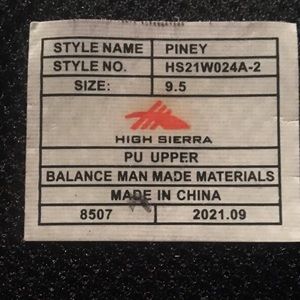 STYLE NAME PINEY
STYLE NO. HS21W024A-2
SIZE: 9.5
HIGH SIERRA
PU UPPER
BALANCE MAN MADE MATERIALS
MADE IN CHINA
8507 2021.09